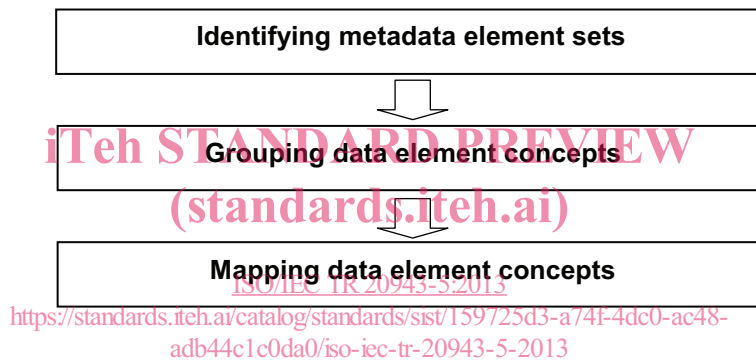 Identifying metadata element sets
iTeh STANDARD PREVIEW
Grouping data element concepts
(standards.iteh.ai)
Mapping data element concepts
ISO/IEC TR 20943-5:2013
https://standards.iteh.ai/catalog/standards/sist/159725d3-a74f-4dc0-ac48-
adb44c1c0da0/iso-iec-tr-20943-5-2013